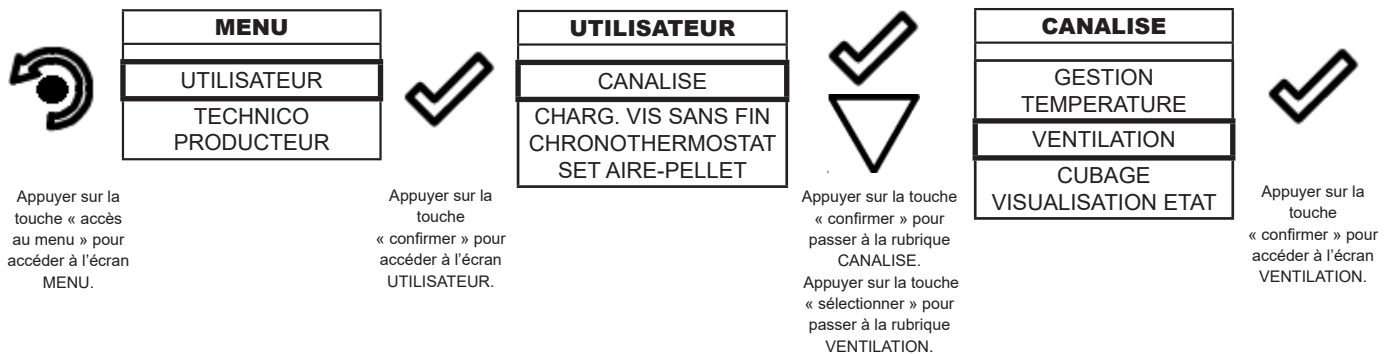 MENU
UTILISATEUR
TECHNICO
PRODUCTEUR
UTILISATEUR
CANALISE
CHARG. VIS SANS FIN
CHRONOTHERMOSTAT
SET AIRE-PELLET
CANALISE
GESTION
TEMPERATURE
VENTILATION
CUBAGE
VISUALISATION ETAT
Appuyer sur la
touche « accès
au menu » pour
accéder à l’écran
MENU.
Appuyer sur la
touche
« confirmer » pour
accéder à l’écran
UTILISATEUR.
Appuyer sur la touche
« confirmer » pour
passer à la rubrique
CANALISE.
Appuyer sur la touche
« sélectionner » pour
passer à la rubrique
VENTILATION.
Appuyer sur la
touche
« confirmer » pour
accéder à l’écran
VENTILATION.